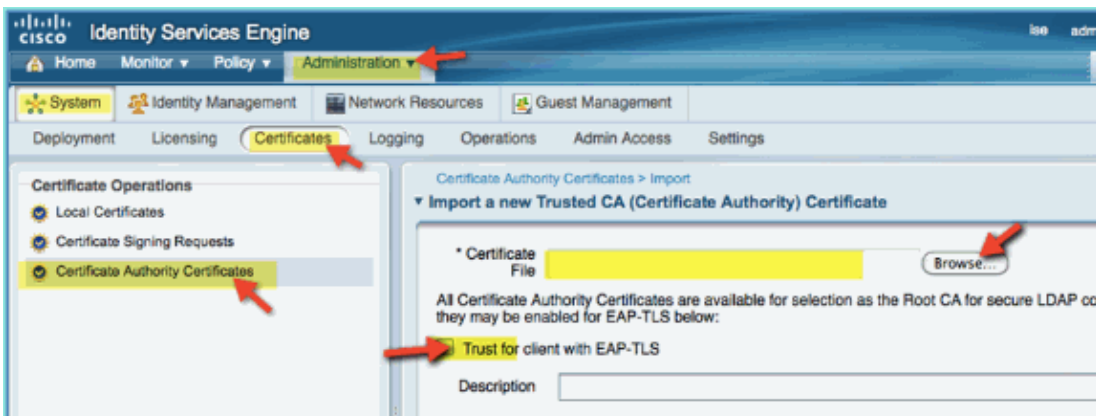 cisco Identity Services Engine ise adm
Home Monitor Policy Administration
System Identity Management Network Resources Guest Management
Deployment Licensing Certificates Logging Operations Admin Access Settings
Certificate Operations
Local Certificates
Certificate Signing Requests
Certificate Authority Certificates
Certificate Authority Certificates > Import
Import a new Trusted CA (Certificate Authority) Certificate
* Certificate
File
Browse...
All Certificate Authority Certificates are available for selection as the Root CA for secure LDAP co
they may be enabled for EAP-TLS below:
Trust for client with EAP-TLS
Description